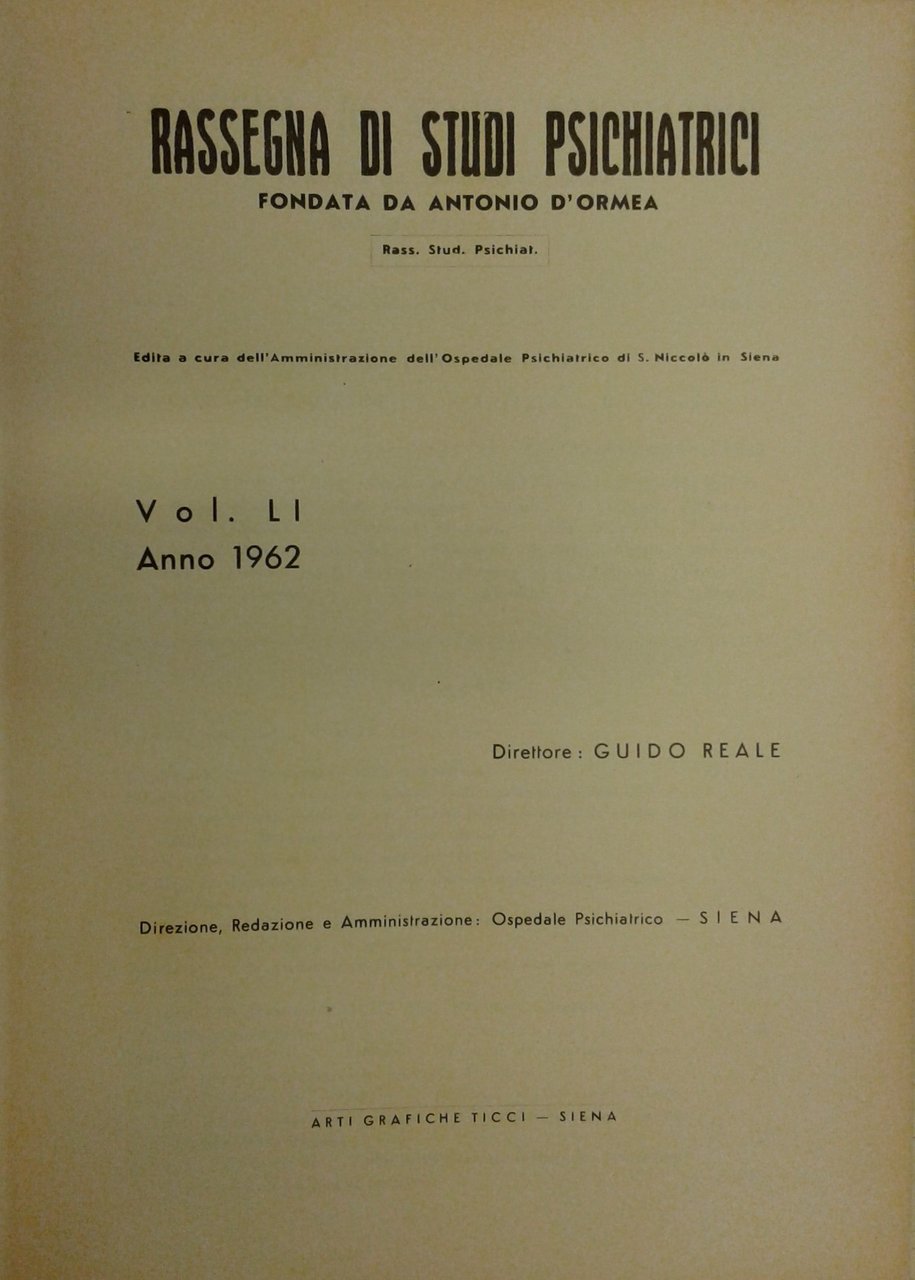 RASSEGNA DI STUDI PSICHIATRICI
FONDATA DA ANTONIO D'ORMEA
Rass. Stud. Psichiat.
Edita a cura dell'Amministrazione dell'Ospedale Psichiatrico di S. Niccolò in Siena
Vol. LI
Anno 1962
Direttore: GUIDO REALE
Direzione, Redazione e Amministrazione: Ospedale Psichiatrico — SIENA
ARTI GRAFICHE TICCI — SIENA